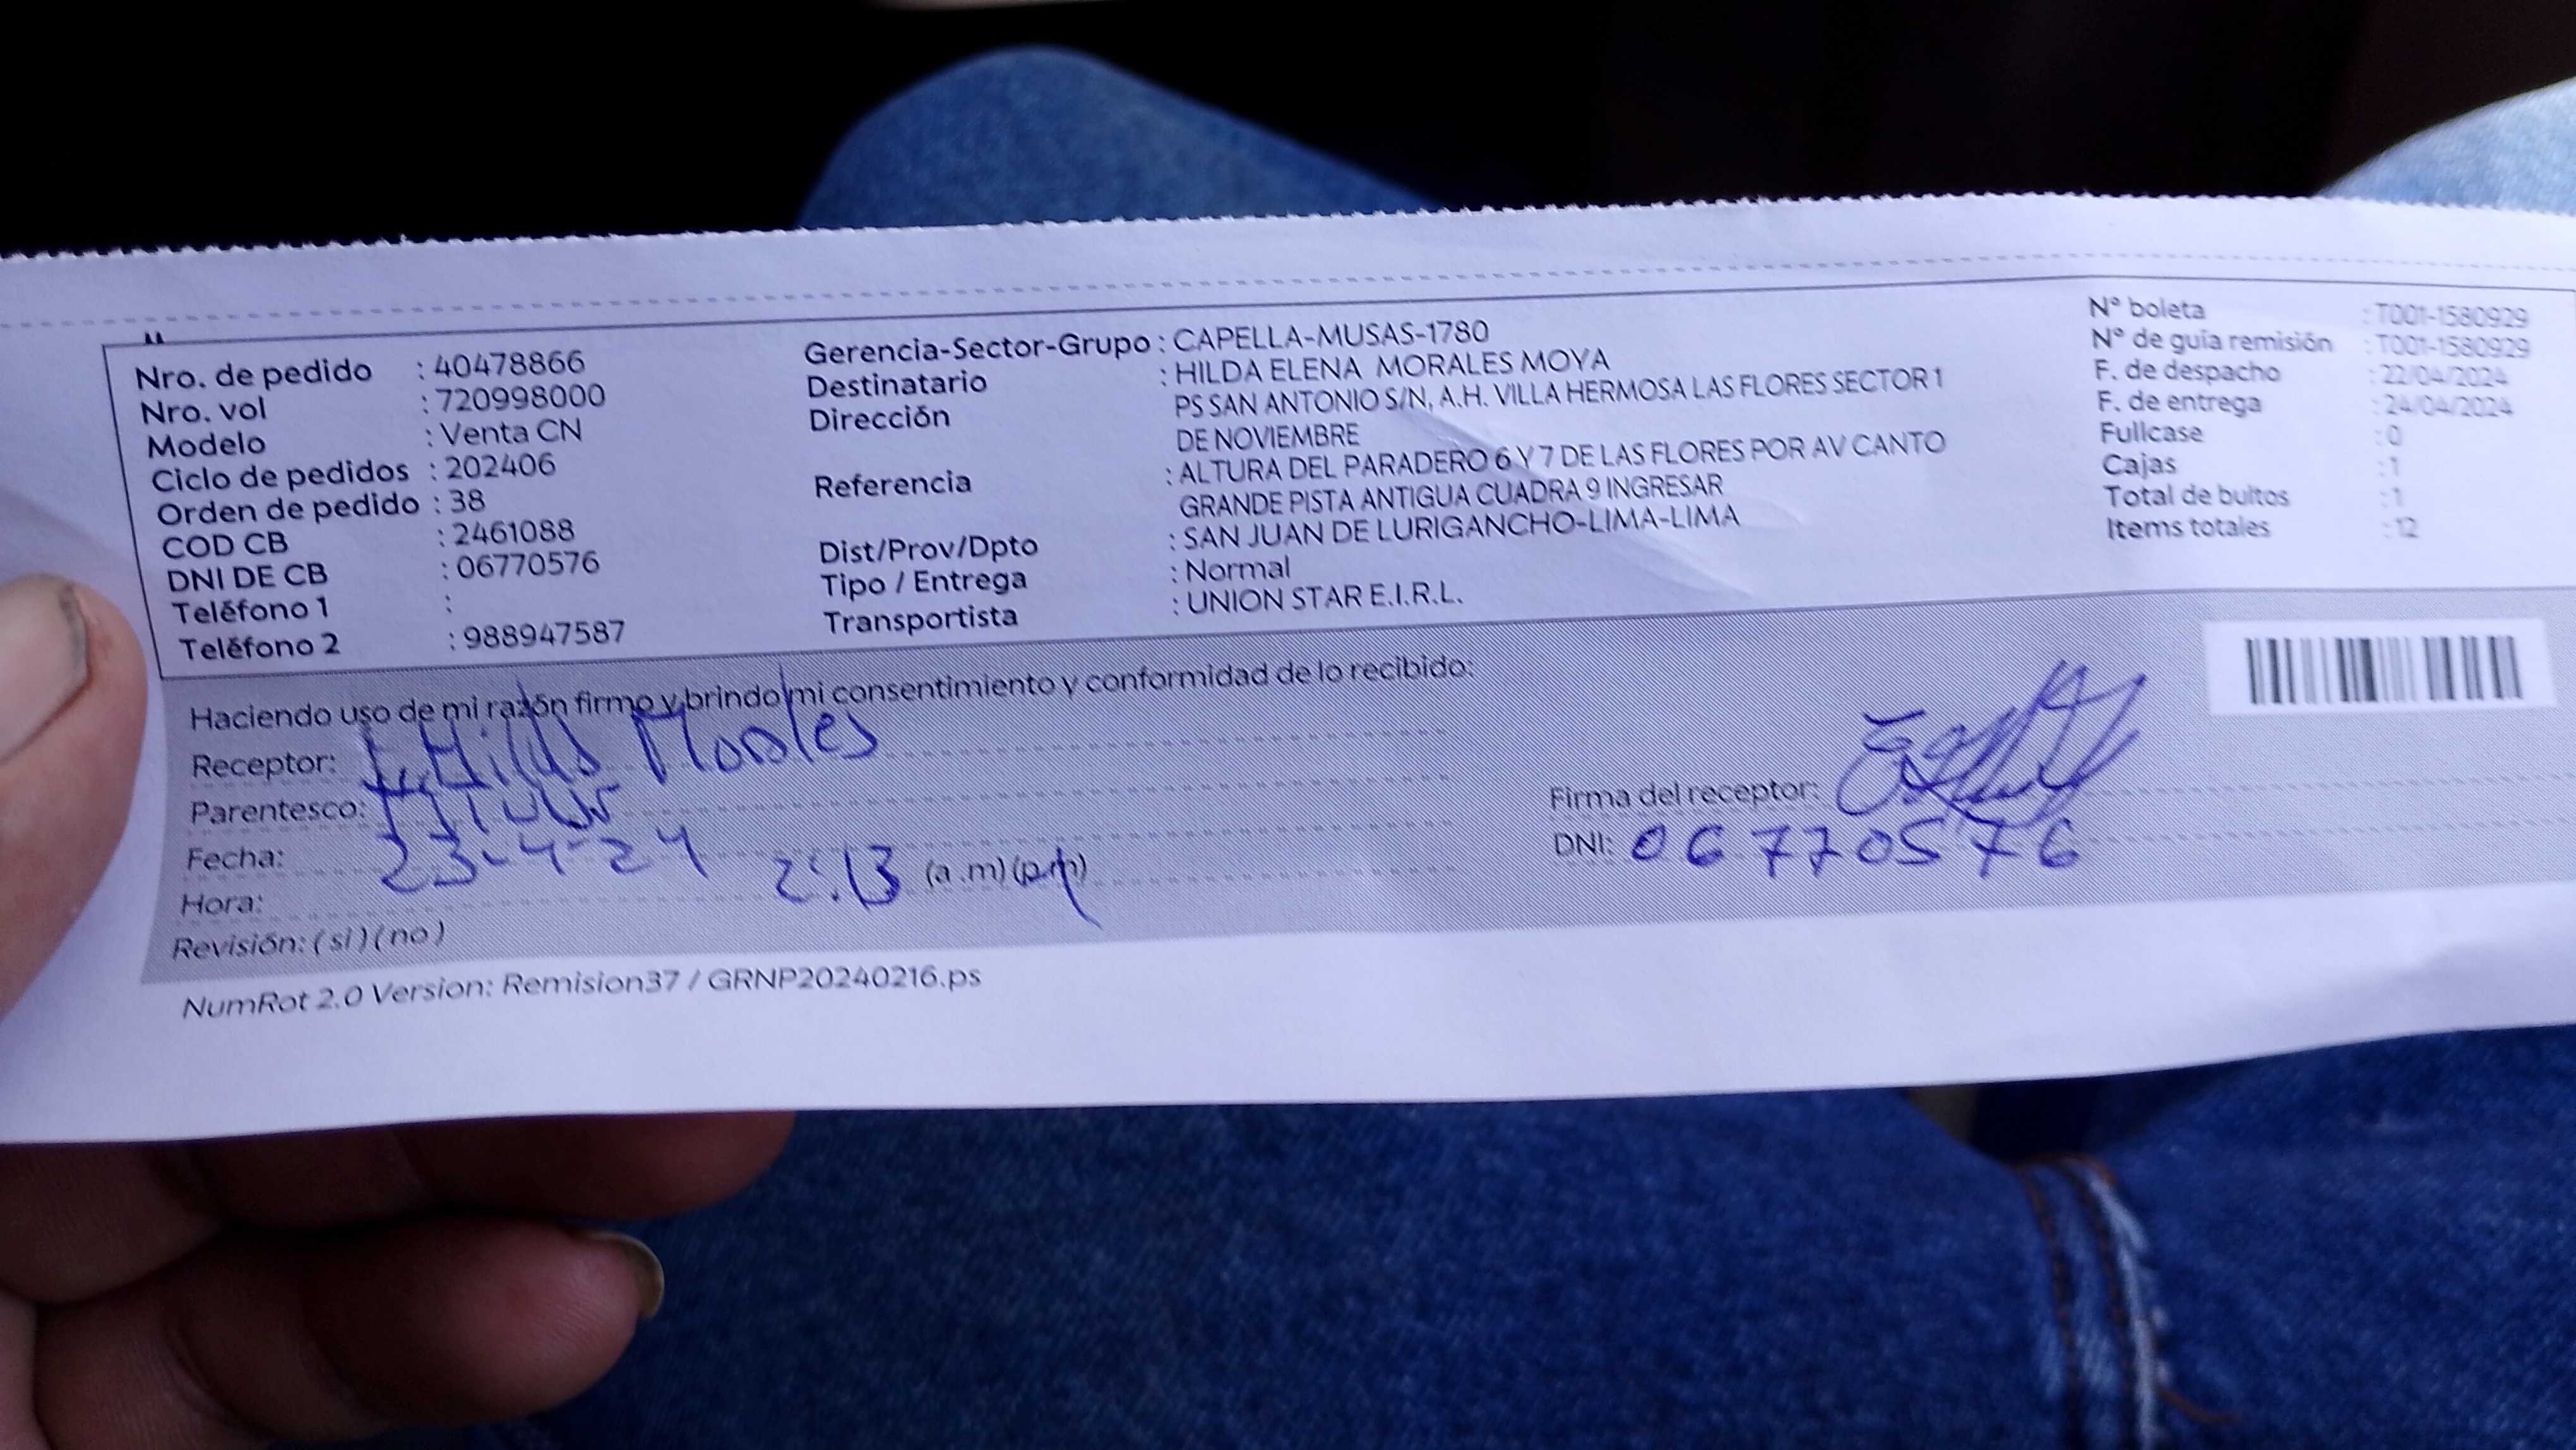 Nro. de pedido : 40478866
Nro. vol : 720998000
Modelo : Venta CN
Ciclo de pedidos : 202406
Orden de pedido : 38
COD CB : 2461088
DNI DE CB : 06770576
Teléfono 1 :
Teléfono 2 : 988947587
Gerencia-Sector-Grupo : CAPELLA-MUSAS-1780
Destinatario : HILDA ELENA MORALES MOYA
Dirección PS SAN ANTONIO S/N, A.H. VILLA HERMOSA LAS FLORES SECTOR 1
DE NOVIEMBRE
Referencia : ALTURA DEL PARADERO 6 Y 7 DE LAS FLORES POR AV CANTO
GRANDE PISTA ANTIGUA CUADRA 9 INGRESAR
Dist/Prov/Dpto : SAN JUAN DE LURIGANCHO-LIMA-LIMA
Tipo / Entrega : Normal
Transportista : UNION STAR E.I.R.L.
N° boleta : T001-1580929
N° de guía remisión : T001-1580929
F. de despacho : 22/04/2024
F. de entrega : 24/04/2024
Fullcase : 0
Cajas : 1
Total de bultos : 1
Items totales : 12
Haciendo uso de mi razón firmo y brindo mi consentimiento y conformidad de lo recibido:
Receptor: Hilda Morales
Parentesco:
Fecha: 23-4-24
Hora: 2:13 (a .m) (pm)
Revisión: ( si ) ( no )
Firma del receptor:
DNI: 06770576
NumRot 2.0 Version: Remision37 / GRNP20240216.ps